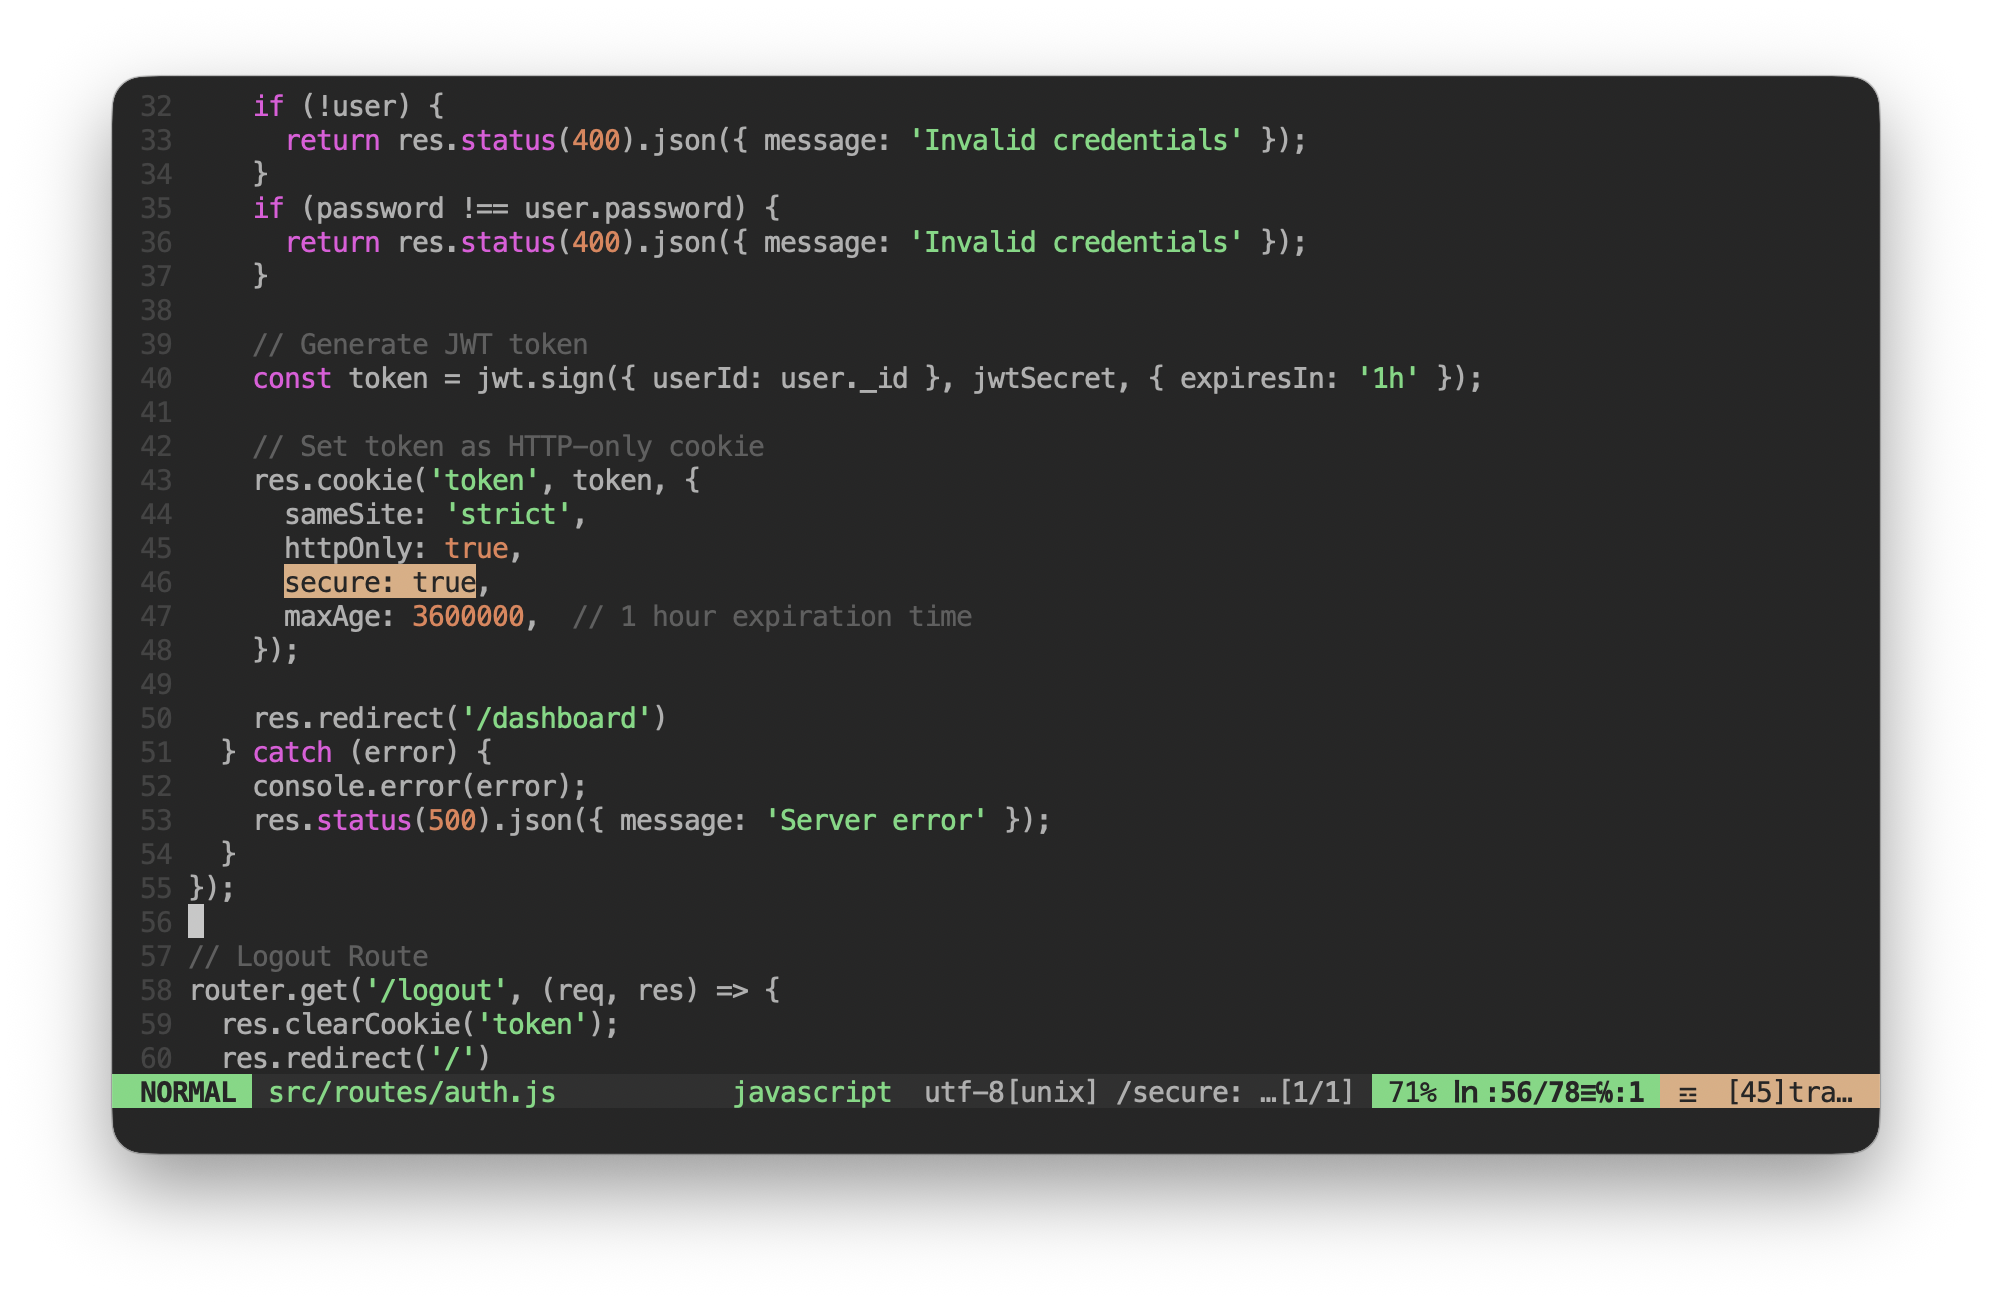 32     if (!user) {
33       return res.status(400).json({ message: 'Invalid credentials' });
34     }
35     if (password !== user.password) {
36       return res.status(400).json({ message: 'Invalid credentials' });
37     }
38
39     // Generate JWT token
40     const token = jwt.sign({ userId: user._id }, jwtSecret, { expiresIn: '1h' });
41
42     // Set token as HTTP-only cookie
43     res.cookie('token', token, {
44       sameSite: 'strict',
45       httpOnly: true,
46       secure: true,
47       maxAge: 3600000,  // 1 hour expiration time
48     });
49
50     res.redirect('/dashboard')
51   } catch (error) {
52     console.error(error);
53     res.status(500).json({ message: 'Server error' });
54   }
55 });
56
57 // Logout Route
58 router.get('/logout', (req, res) => {
59   res.clearCookie('token');
60   res.redirect('/')
NORMAL src/routes/auth.js javascript utf-8[unix] /secure: …[1/1] 71% ln :56/78≡℅:1 ☲ [45]tra…